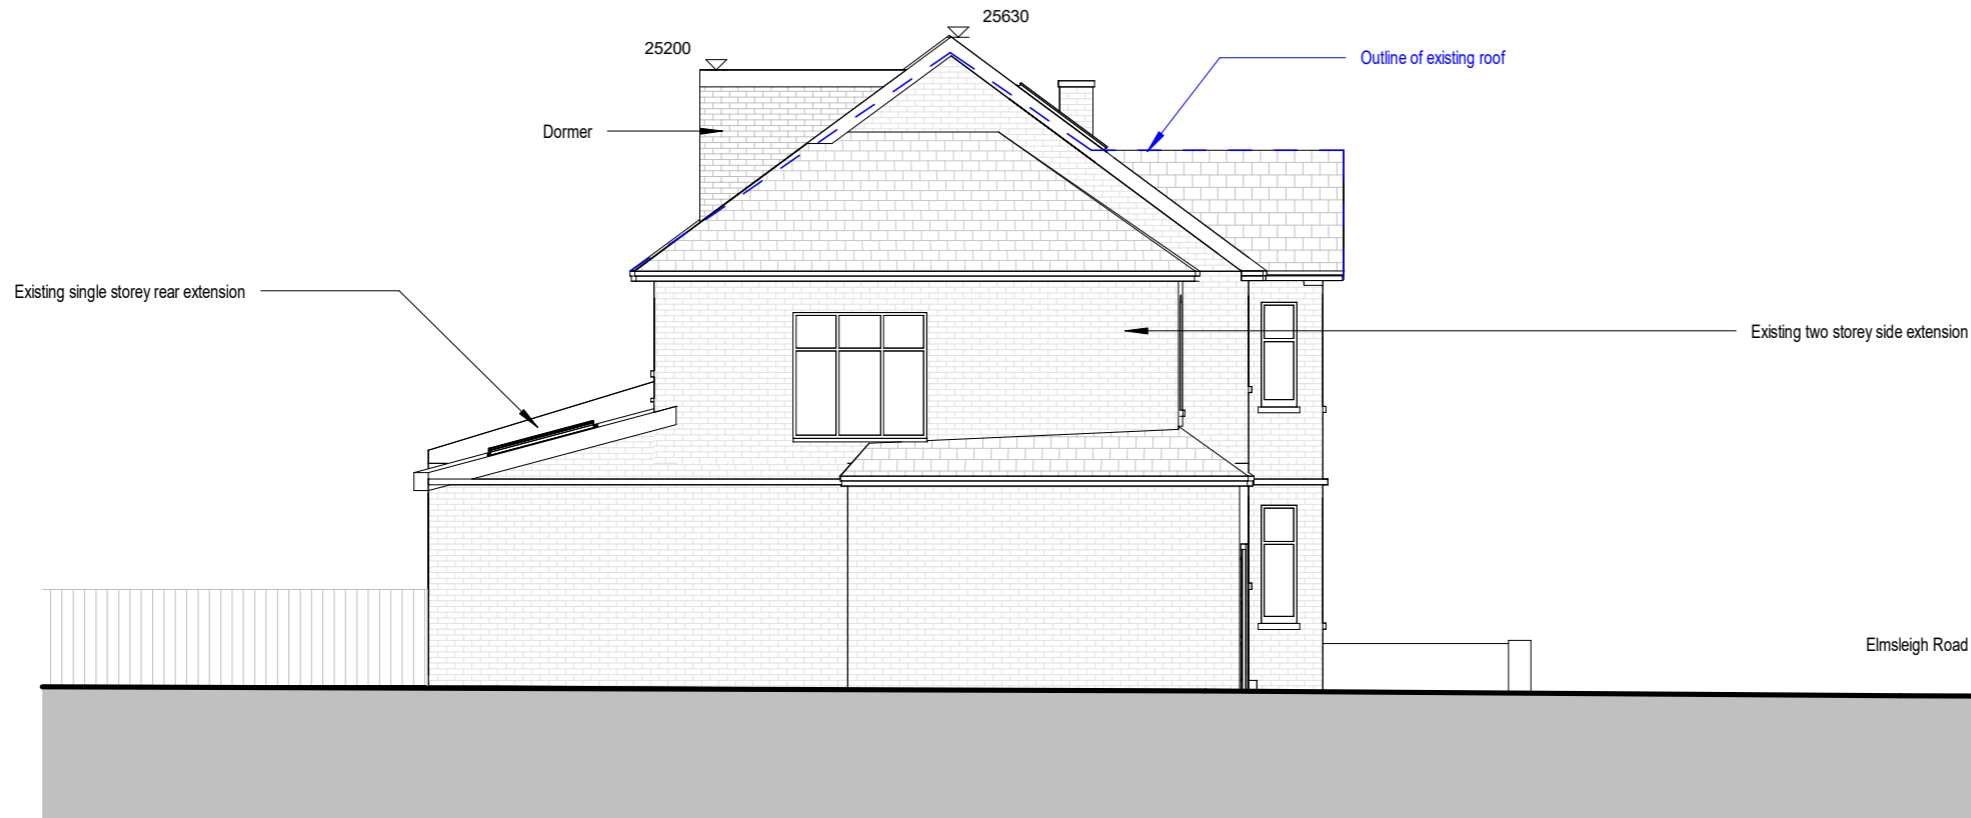 25630
25200
Outline of existing roof
Dormer
Existing single storey rear extension
Existing two storey side extension
Elmsleigh Road